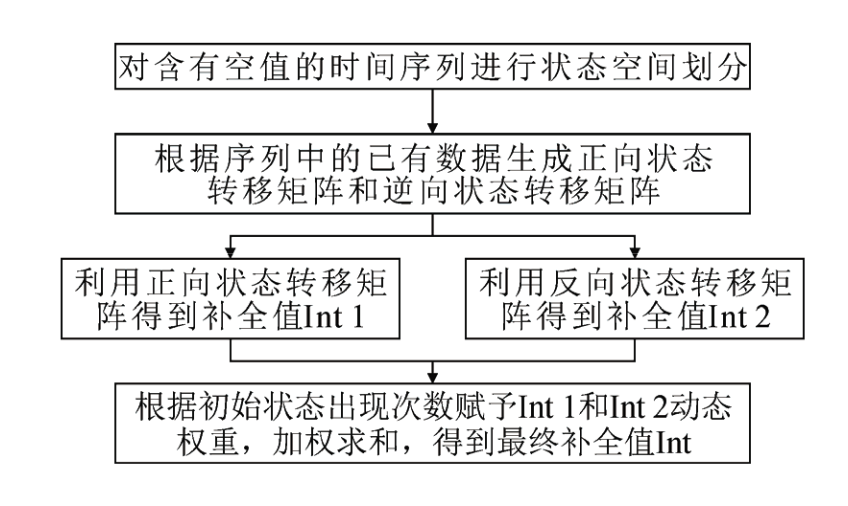 对含有空值的时间序列进行状态空间划分
根据序列中的已有数据生成正向状态
转移矩阵和逆向状态转移矩阵
利用正向状态转移矩
阵得到补全值Int 1
利用反向状态转移矩
阵得到补全值Int 2
根据初始状态出现次数赋予Int 1和Int 2动态
权重，加权求和，得到最终补全值Int